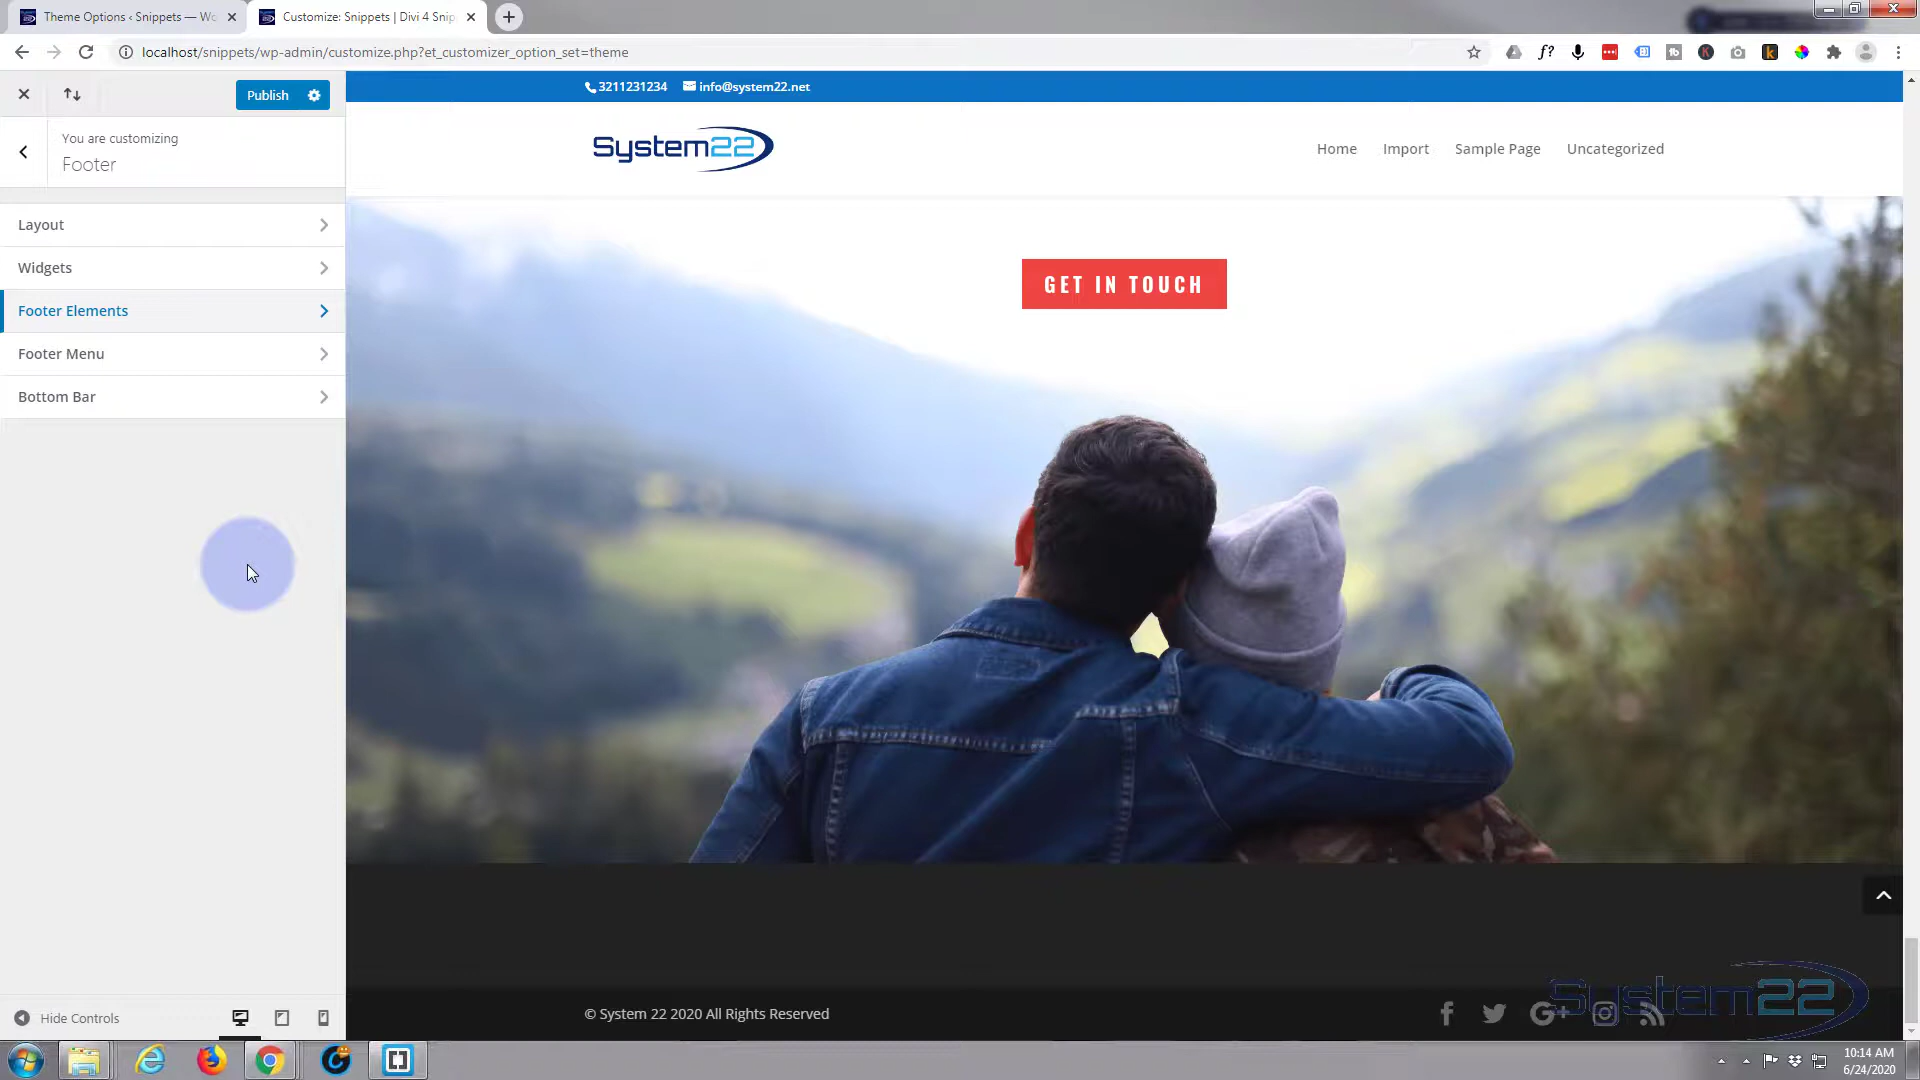 Theme Options ‹ Snippets — Wo
Customize: Snippets | Divi 4 Snip
localhost/snippets/wp-admin/customize.php?et_customizer_option_set=theme
Publish
You are customizing
Footer
Layout
Widgets
Footer Elements
Footer Menu
Bottom Bar
Hide Controls
3211231234
info@system22.net
System22
Home
Import
Sample Page
Uncategorized
GET IN TOUCH
© System 22 2020 All Rights Reserved
System22
10:14 AM
6/24/2020